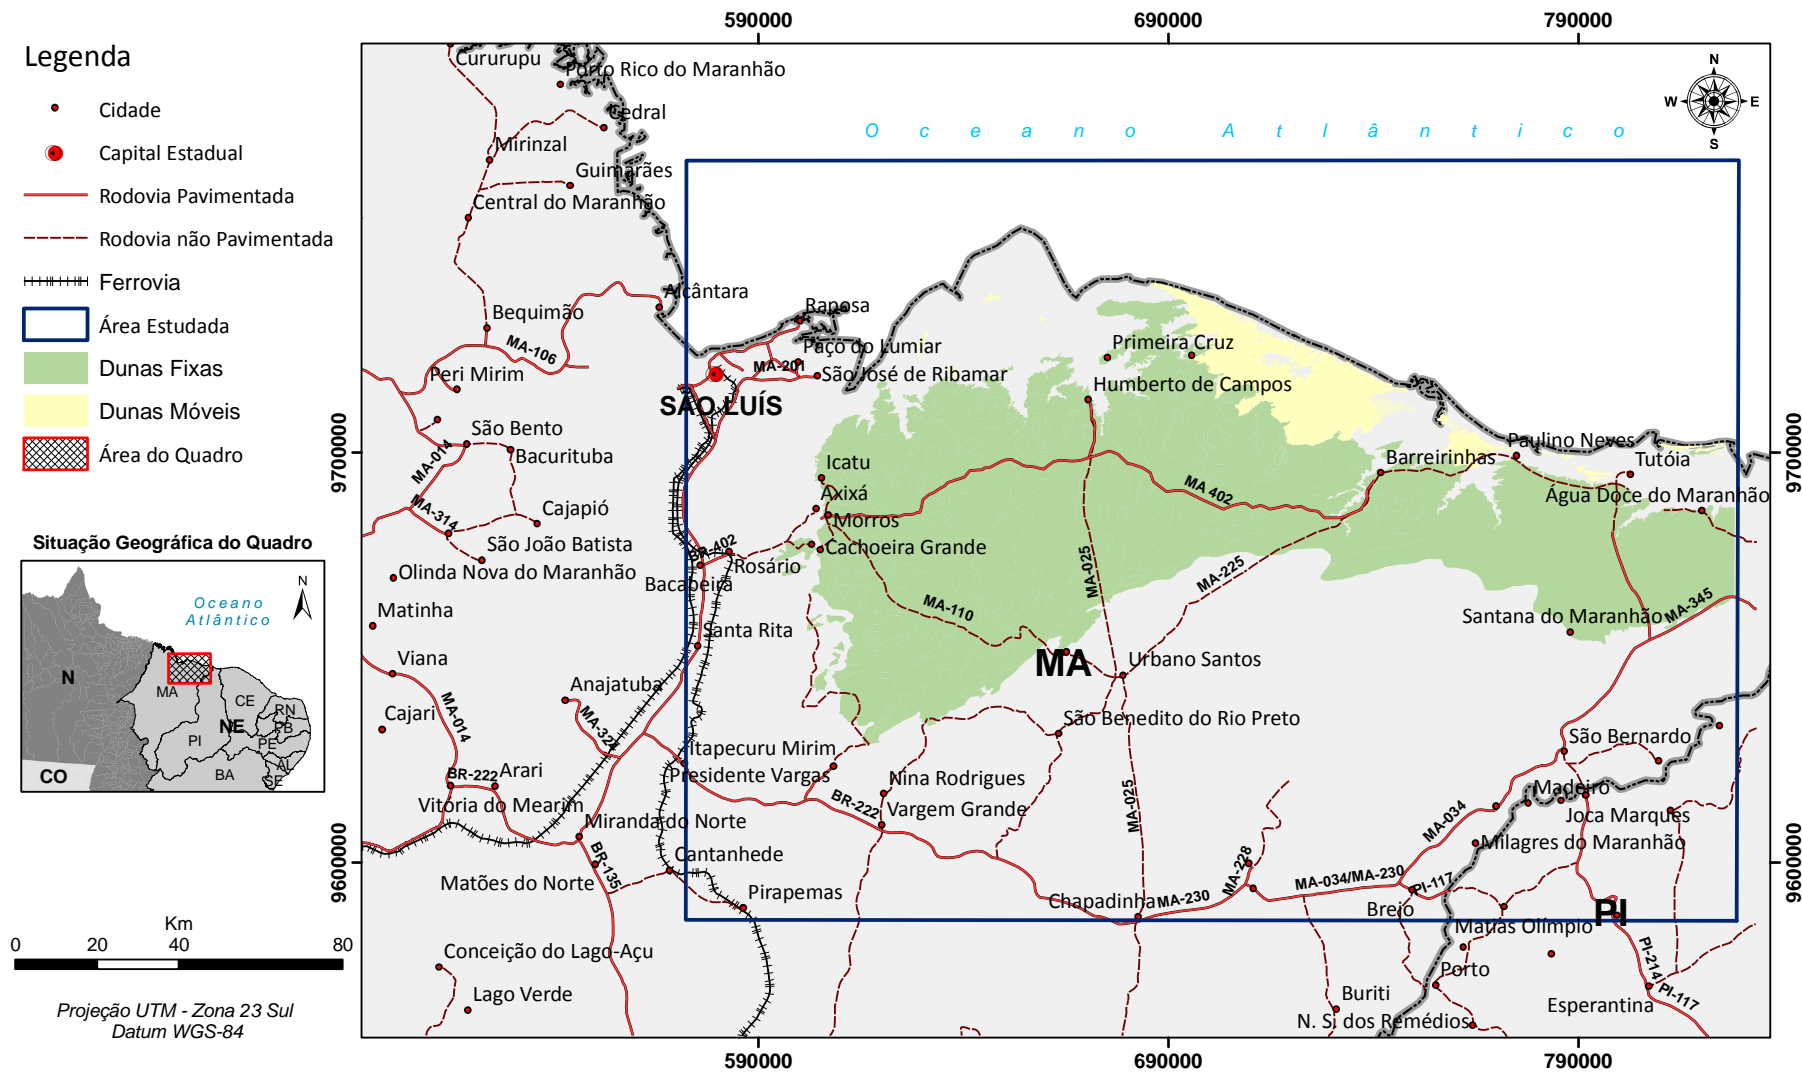 590000
690000
790000
Legenda
Cidade
Capital Estadual
Rodovia Pavimentada
Rodovia não Pavimentada
Ferrovia
Área Estudada
Dunas Fixas
Dunas Móveis
Área do Quadro
Situação Geográfica do Quadro
N
Oceano
Atlântico
N
MA
CE
RN
NE
PB
PI
PE
AL
CO
BA
SE
Km
0 20 40 80
Projeção UTM - Zona 23 Sul
Datum WGS-84
9700000
9600000
N
W E
S
Oceano Atlântico
Cururupu
Porto Rico do Maranhão
Cedral
Mirinzal
Guimarães
Central do Maranhão
Alcântara
Bequimão
MA-106
Raposa
Paço do Lumiar
MA-201
São José de Ribamar
SÃO LUÍS
Peri Mirim
Primeira Cruz
Humberto de Campos
São Bento
MA-014
Bacurituba
Paulino Neves
Barreirinhas
Tutóia
Icatu
Axixá
MA 402
Água Doce do Maranhão
MA-314
Cajapió
Morros
São João Batista
BR-402
Cachoeira Grande
Olinda Nova do Maranhão
Bacabeira
Rosário
MA-025
MA-225
Matinha
MA-110
Santana do Maranhão
MA-345
Santa Rita
Viana
MA
Urbano Santos
Anajatuba
MA-014
Cajari
MA-324
São Benedito do Rio Preto
São Bernardo
Itapecuru Mirim
BR-222
Arari
Presidente Vargas
Nina Rodrigues
Madeiro
Vitória do Mearim
BR-222
Vargem Grande
MA-025
MA-034
Joca Marques
Miranda do Norte
Milagres do Maranhão
Cantanhede
BR-135
Matões do Norte
Pirapemas
MA-228
MA-034/MA-230
PI-117
Chapadinha
MA-230
Brejo
PI
Matias Olímpio
Conceição do Lago-Açu
Porto
PI-214
Lago Verde
Buriti
Esperantina
PI-117
N. S. dos Remédios
9700000
9600000
590000
690000
790000